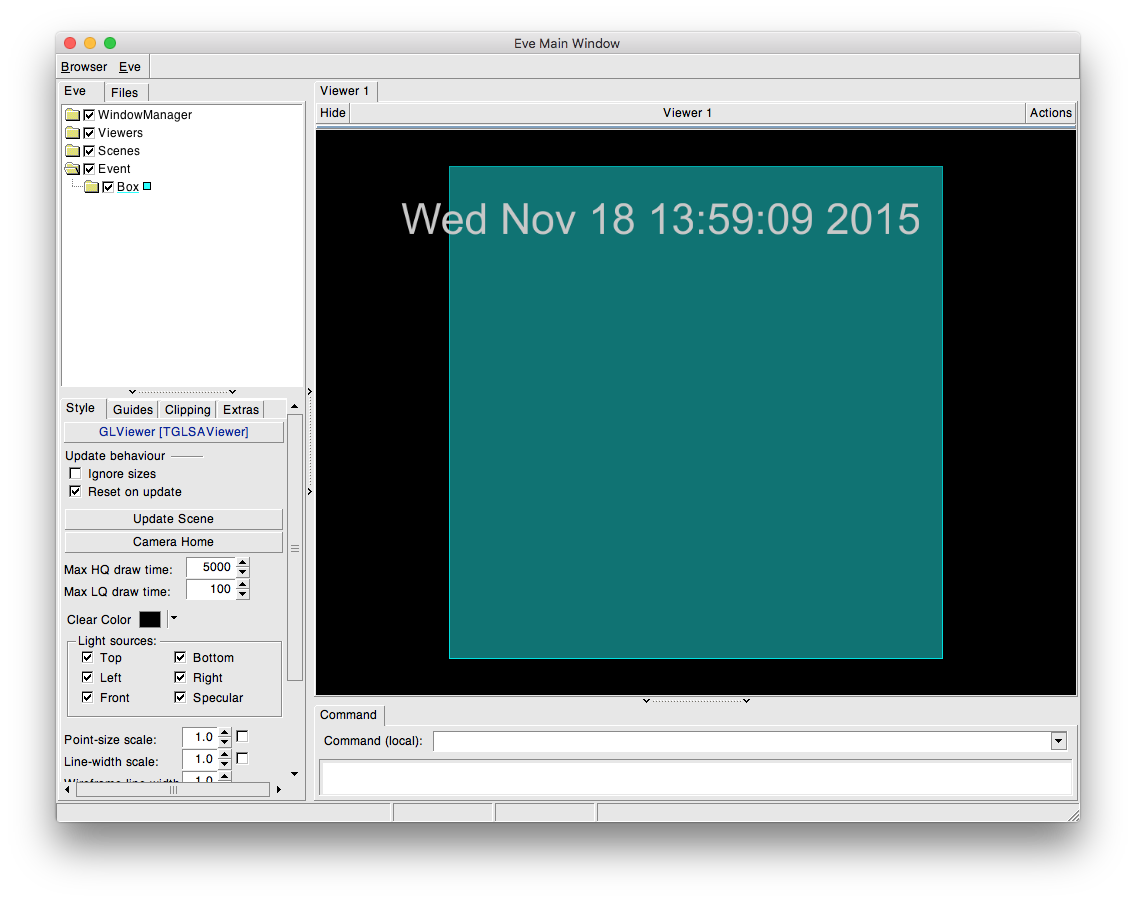 Eve Main Window
Browser Eve
Eve Files
WindowManager
Viewers
Scenes
Event
Box
Style Guides Clipping Extras
GLViewer [TGLSAViewer]
Update behaviour
Ignore sizes
Reset on update
Update Scene
Camera Home
Max HQ draw time: 5000
Max LQ draw time: 100
Clear Color
Light sources:
Top Bottom
Left Right
Front Specular
Point-size scale: 1.0
Line-width scale: 1.0
Wireframe line-width 1.0
Viewer 1
Hide Viewer 1 Actions
Wed Nov 18 13:59:09 2015
Command
Command (local):